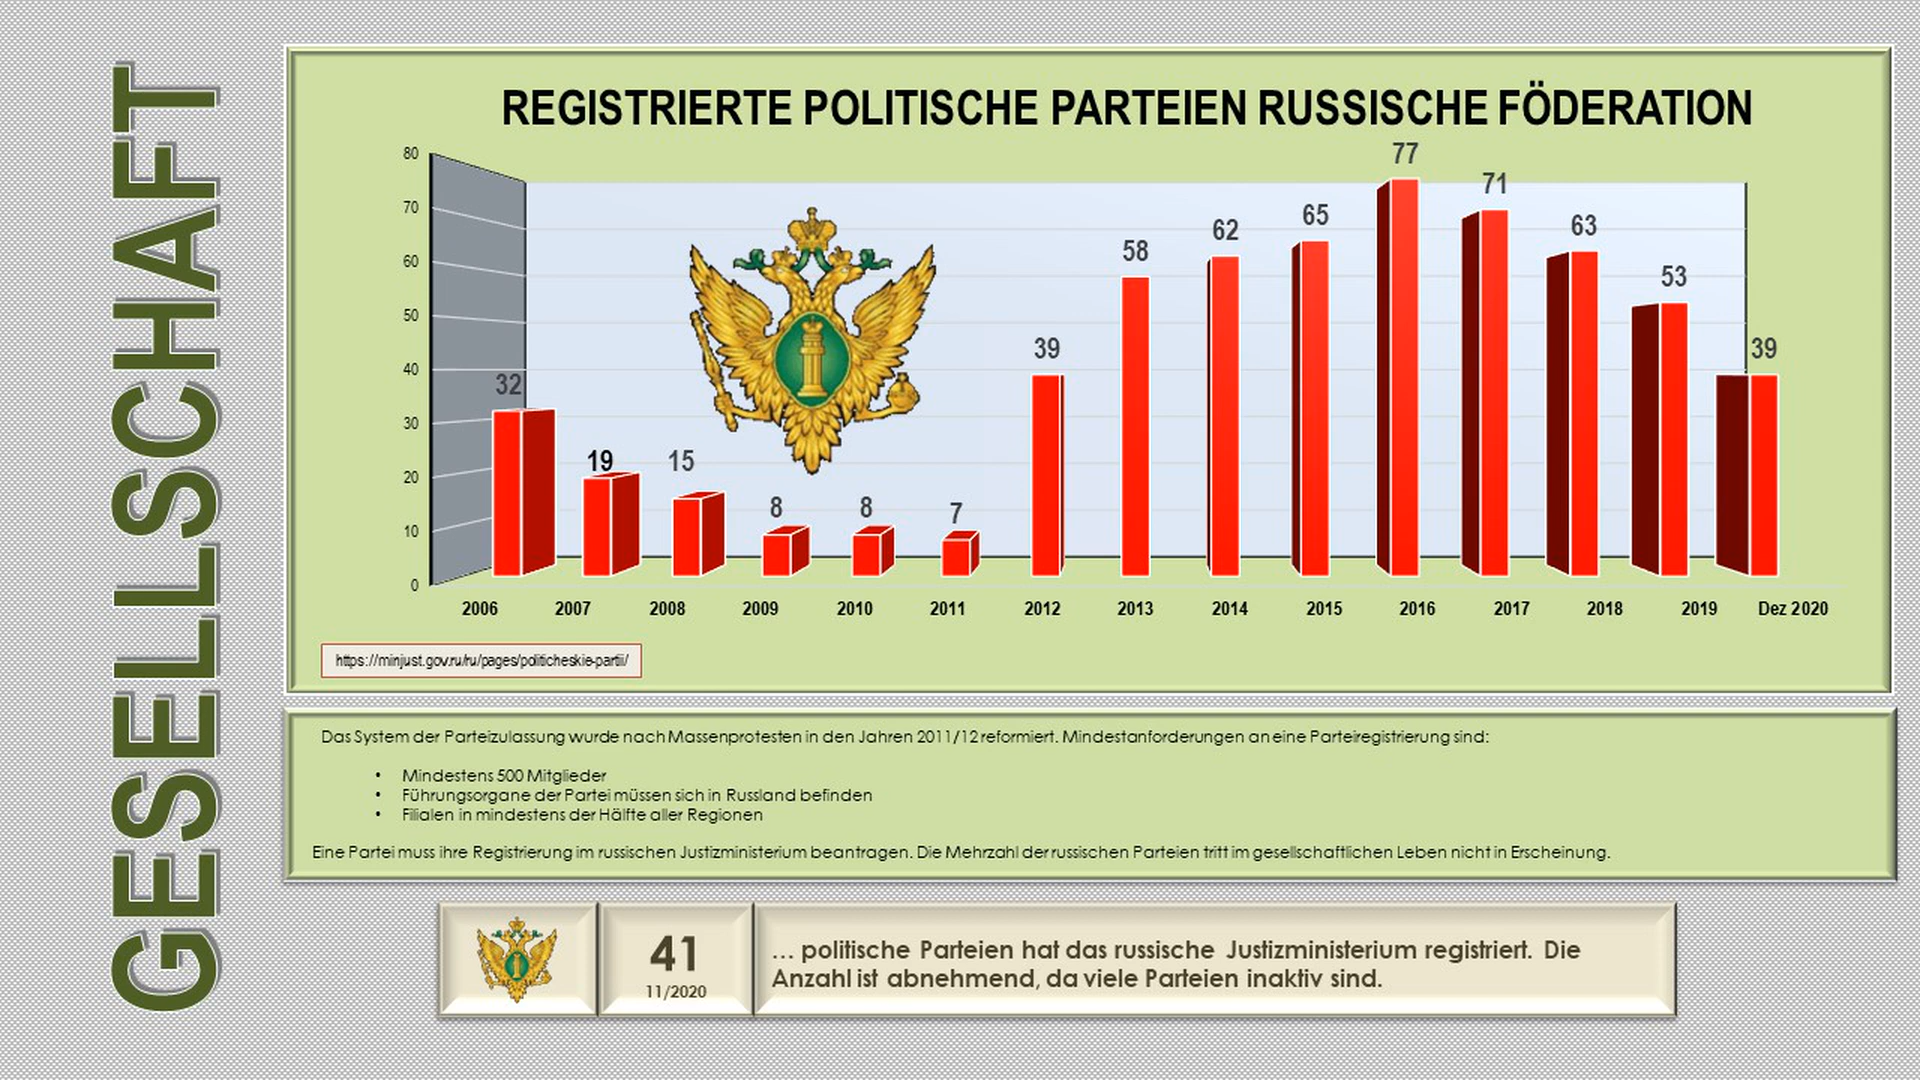 GESELLSCHAFT
REGISTRIERTE POLITISCHE PARTEIEN RUSSISCHE FÖDERATION
80
70
60
50
40
30
20
10
0
32
19
15
8
8
7
39
58
62
65
77
71
63
53
39
2006 2007 2008 2009 2010 2011 2012 2013 2014 2015 2016 2017 2018 2019 Dez 2020
https://minjust.gov.ru/ru/pages/politicheskie-partii/
Das System der Parteizulassung wurde nach Massenprotesten in den Jahren 2011/12 reformiert. Mindestanforderungen an eine Parteiregistrierung sind:
• Mindestens 500 Mitglieder
• Führungsorgane der Partei müssen sich in Russland befinden
• Filialen in mindestens der Hälfte aller Regionen
Eine Partei muss ihre Registrierung im russischen Justizministerium beantragen. Die Mehrzahl der russischen Parteien tritt im gesellschaftlichen Leben nicht in Erscheinung.
41
11/2020
… politische Parteien hat das russische Justizministerium registriert. Die
Anzahl ist abnehmend, da viele Parteien inaktiv sind.